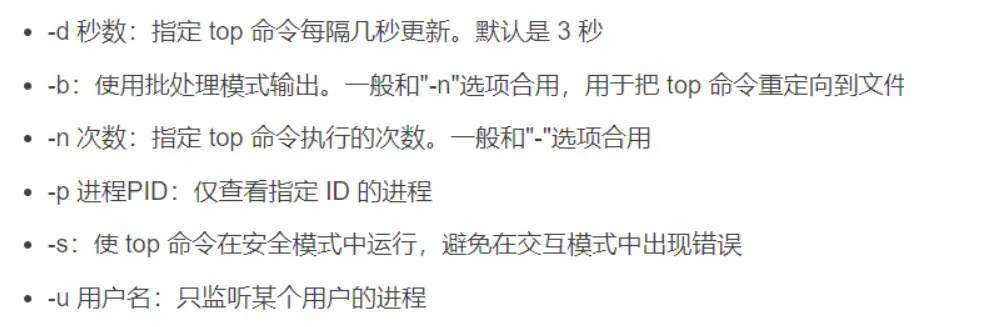 -d 秒数：指定 top 命令每隔几秒更新。默认是 3 秒
-b：使用批处理模式输出。一般和"-n"选项合用，用于把 top 命令重定向到文件
-n 次数：指定 top 命令执行的次数。一般和"-"选项合用
-p 进程PID：仅查看指定 ID 的进程
-s：使 top 命令在安全模式中运行，避免在交互模式中出现错误
-u 用户名：只监听某个用户的进程